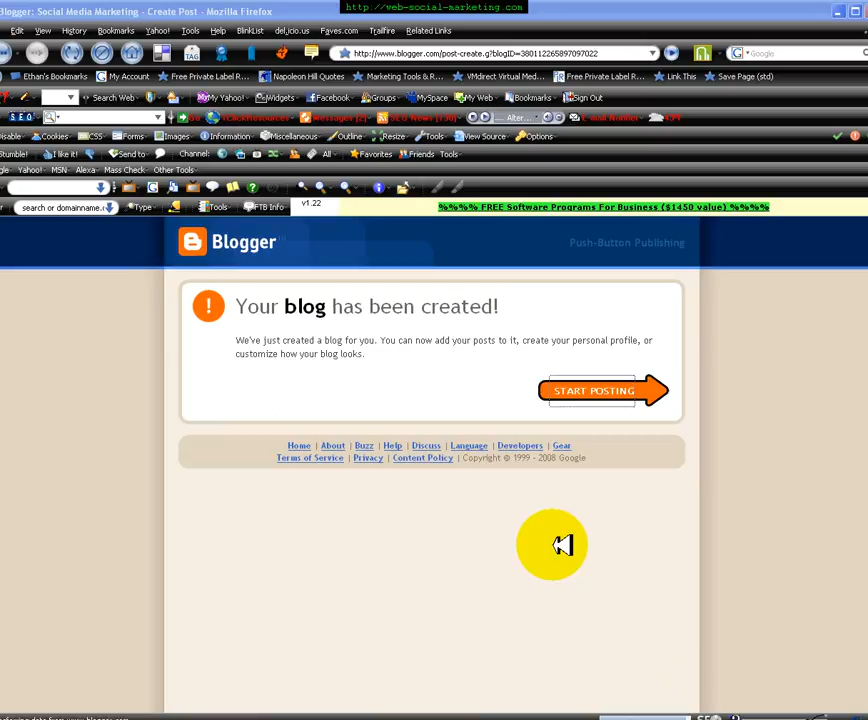 http://web-social-marketing.com
Blogger: Social Media Marketing - Create Post - Mozilla Firefox
Edit View History Bookmarks Yahoo! Tools Help BlinkList del,icio.us Faves.com Trailfire Related Links
http://www.blogger.com/post-create.g?blogID=380112265897097022 Google
Ethan's Bookmarks My Account Free Private Label R... Napoleon Hill Quotes Marketing Tools & R... VMdirect Virtual Med... Free Private Label R... Link This Save Page (std)
Search Web My Yahoo! Widgets Facebook Groups MySpace My Web Bookmarks Sign Out
SEO Go Alter...
Disable Cookies CSS Forms Images Information Miscellaneous Outline Resize Tools View Source Options
Stumble! I like it! Send to Channel: All Favorites Friends Tools
Yahoo! MSN Alexa Mass Check Other Tools
search or domainname. Type Tools FTB Info v1.22 %%%% FREE Software Programs For Business ($1450 value) %%%%
Blogger Push-Button Publishing
! Your blog has been created!
We've just created a blog for you. You can now add your posts to it, create your personal profile, or
customize how your blog looks.
START POSTING
Home | About | Buzz | Help | Discuss | Language | Developers | Gear
Terms of Service | Privacy | Content Policy | Copyright © 1999 - 2008 Google